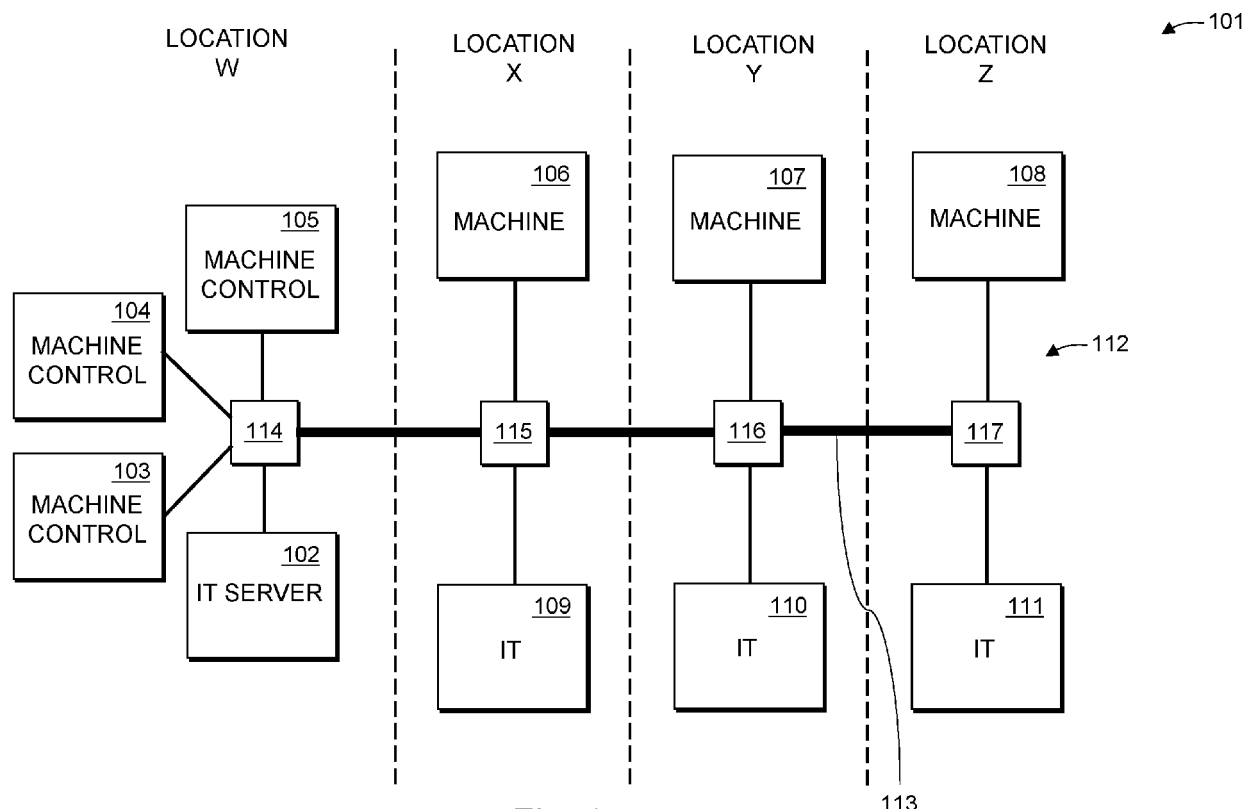 101
LOCATION
W
LOCATION
X
LOCATION
Y
LOCATION
Z
106
MACHINE
107
MACHINE
108
MACHINE
105
MACHINE
CONTROL
104
MACHINE
CONTROL
112
114
115
116
117
103
MACHINE
CONTROL
102
IT SERVER
109
IT
110
IT
111
IT
113